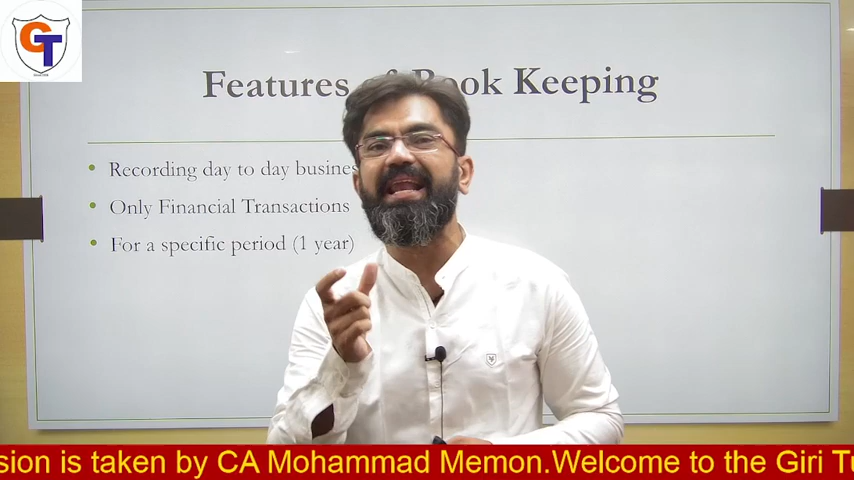 GT
Features of Book Keeping
Recording day to day busines
Only Financial Transactions
For a specific period (1 year)
sion is taken by CA Mohammad Memon.Welcome to the Giri Tu